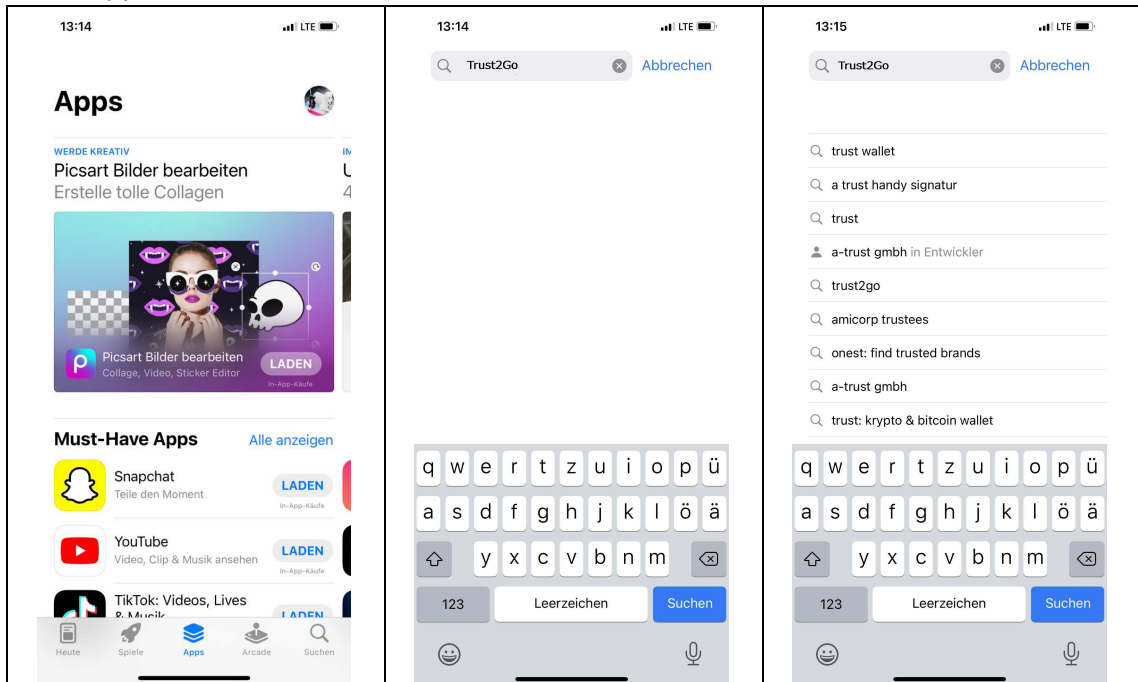 13:14
LTE
Apps
WERDE KREATIV
Picsart Bilder bearbeiten
Erstelle tolle Collagen
Picsart Bilder bearbeiten
Collage, Video, Sticker Editor
LADEN
In-App-Käufe
Must-Have Apps
Alle anzeigen
Snapchat
Teile den Moment
LADEN
In-App-Käufe
YouTube
Video, Clip & Musik ansehen
LADEN
In-App-Käufe
TikTok: Videos, Lives
& Musik
LADEN
Heute
Spiele
Apps
Arcade
Suchen
13:14
LTE
Trust2Go
Abbrechen
q w e r t z u i o p ü
a s d f g h j k l ö ä
y x c v b n m
123
Leerzeichen
Suchen
13:15
LTE
Trust2Go
Abbrechen
trust wallet
a trust handy signatur
trust
a-trust gmbh in Entwickler
trust2go
amicorp trustees
onest: find trusted brands
a-trust gmbh
trust: krypto & bitcoin wallet
q w e r t z u i o p ü
a s d f g h j k l ö ä
y x c v b n m
123
Leerzeichen
Suchen